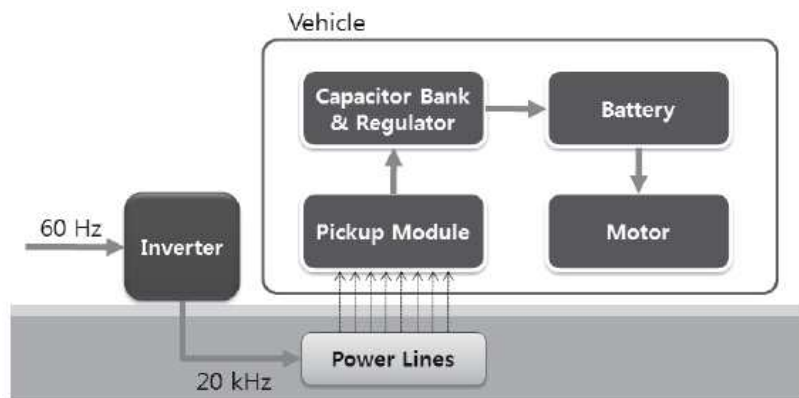 Vehicle
Capacitor Bank
& Regulator
Battery
60 Hz
Inverter
Pickup Module
Motor
Power Lines
20 kHz